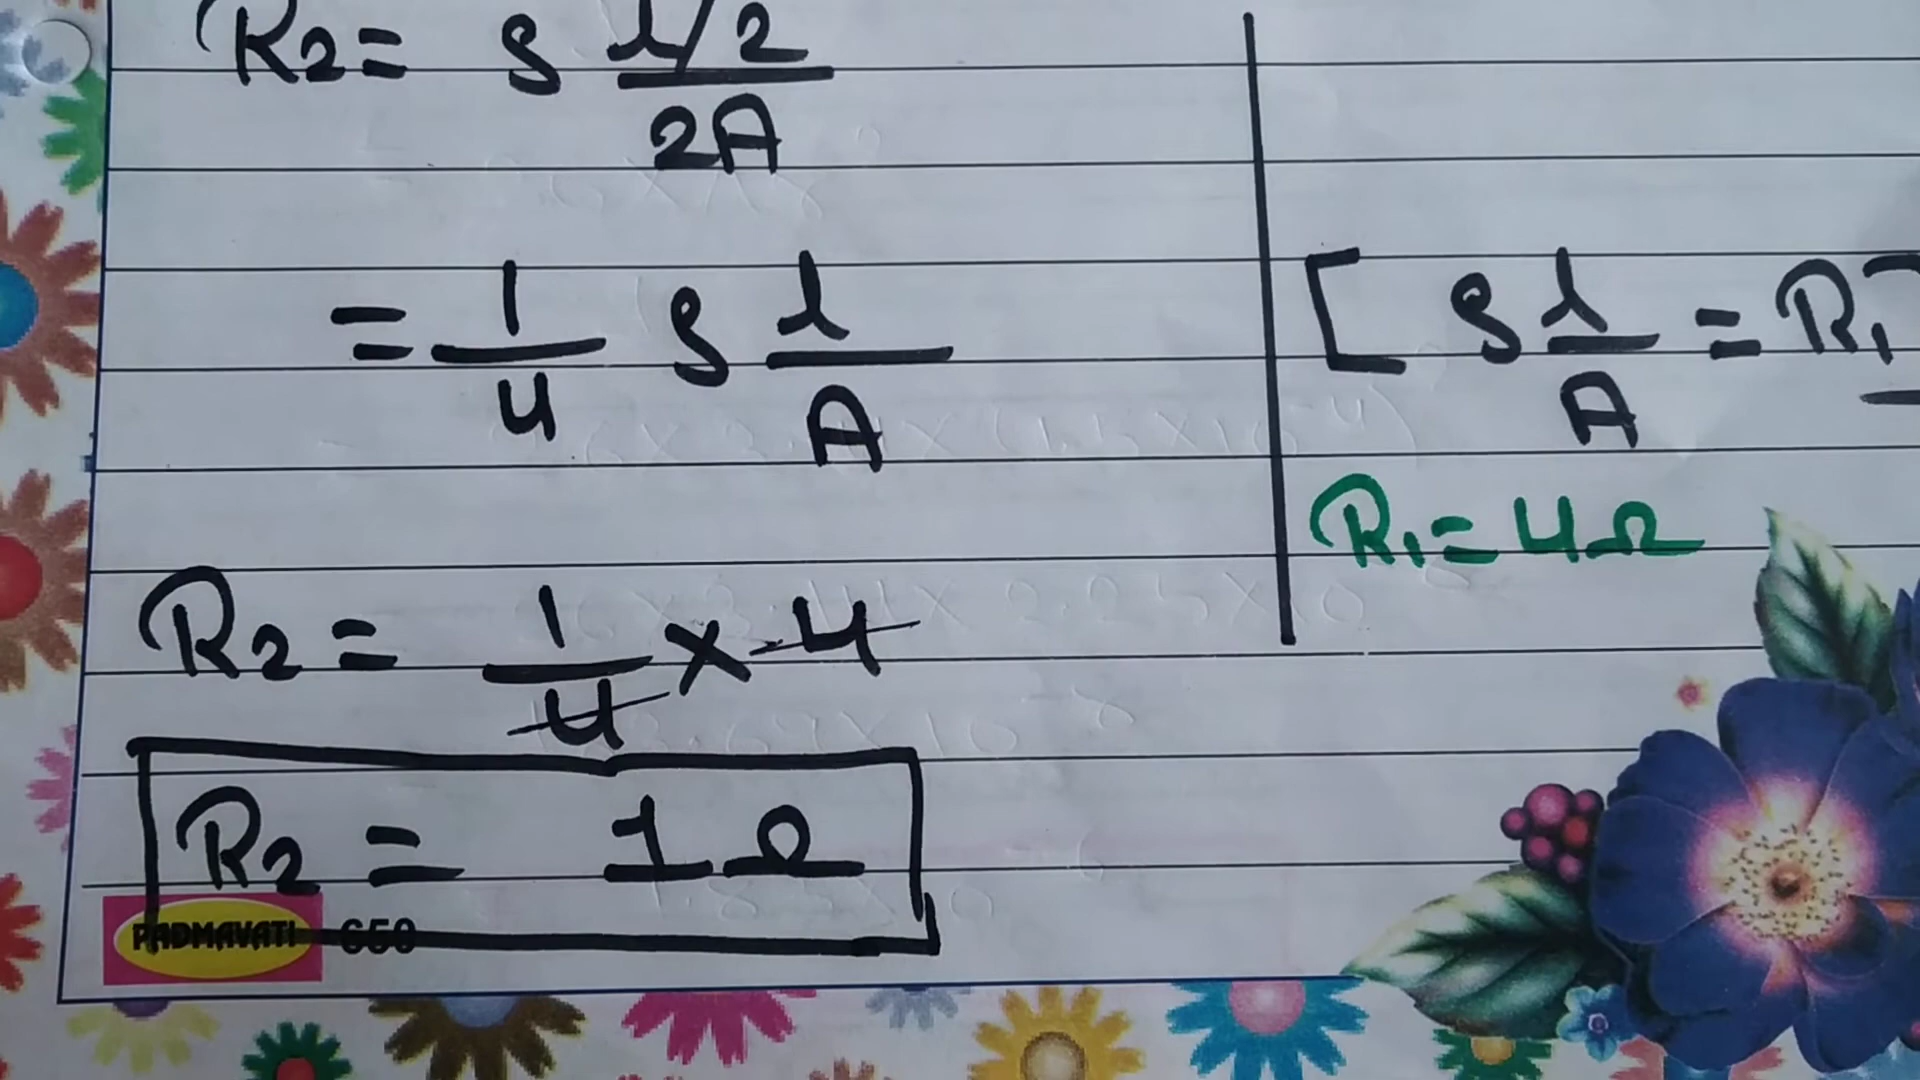 R2 = ρ l/2 / 2A
= 1/4 ρ l/A
[ρ l/A = R1]
R1 = 4Ω
R2 = 1/4 × 4
R2 = 1Ω
PADMAVATI 650